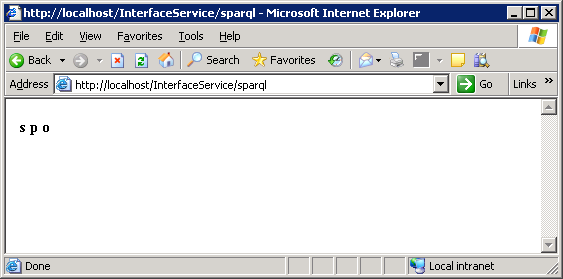 http://localhost/InterfaceService/sparql - Microsoft Internet Explorer
File Edit View Favorites Tools Help
Back Search Favorites
Address http://localhost/InterfaceService/sparql Go Links »
s p o
Done Local intranet